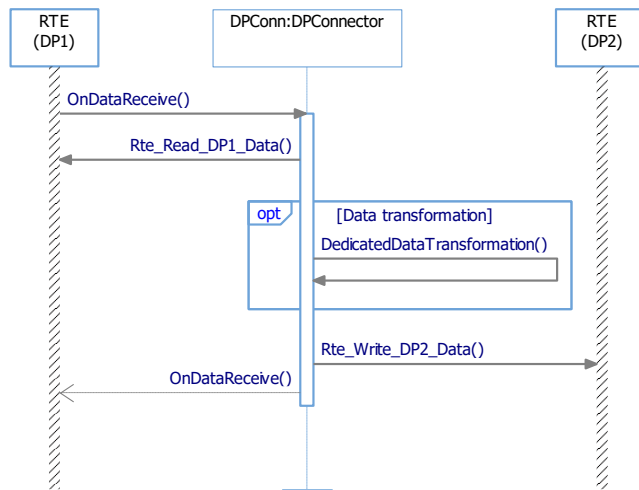 RTE
(DP1)
DPConn:DPConnector
RTE
(DP2)
OnDataReceive()
Rte_Read_DP1_Data()
opt
[Data transformation]
DedicatedDataTransformation()
Rte_Write_DP2_Data()
OnDataReceive()